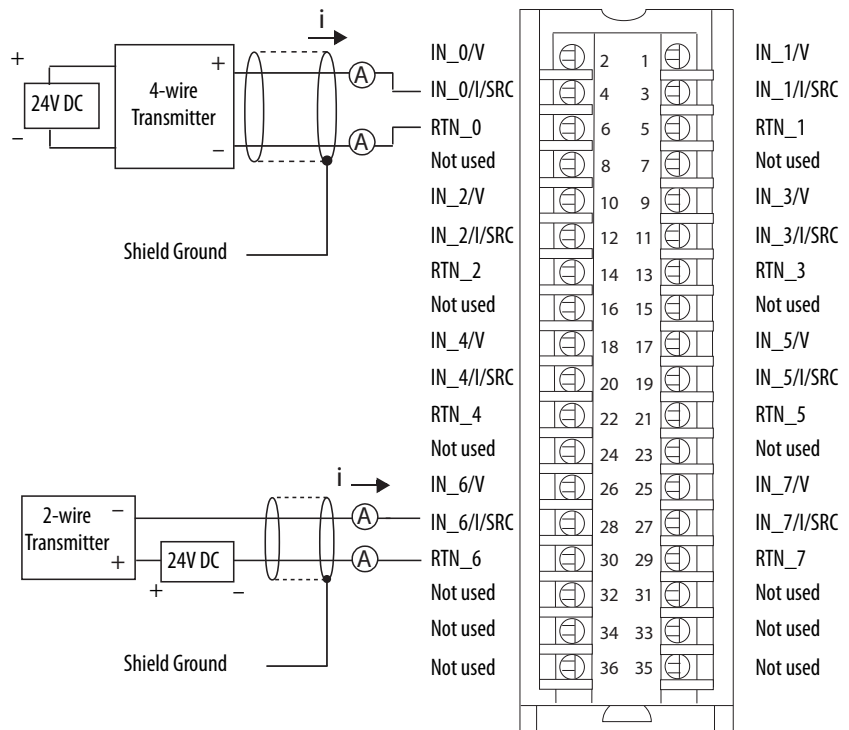 i
IN_0/V 2 1 IN_1/V
+ + A
24V DC 4-wire Transmitter IN_0/I/SRC 4 3 IN_1/I/SRC
– – A RTN_0 6 5 RTN_1
Not used 8 7 Not used
IN_2/V 10 9 IN_3/V
Shield Ground IN_2/I/SRC 12 11 IN_3/I/SRC
RTN_2 14 13 RTN_3
Not used 16 15 Not used
IN_4/V 18 17 IN_5/V
IN_4/I/SRC 20 19 IN_5/I/SRC
RTN_4 22 21 RTN_5
Not used 24 23 Not used
i IN_6/V 26 25 IN_7/V
2-wire Transmitter – A IN_6/I/SRC 28 27 IN_7/I/SRC
+ 24V DC A RTN_6 30 29 RTN_7
+ – Not used 32 31 Not used
Not used 34 33 Not used
Shield Ground Not used 36 35 Not used